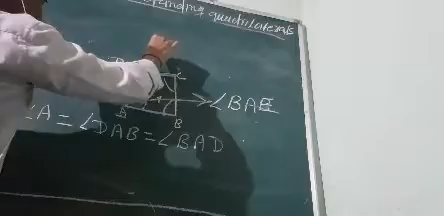 quadrilaterals
D C
∠BAE
A B
∠A = ∠DAB = ∠BAD